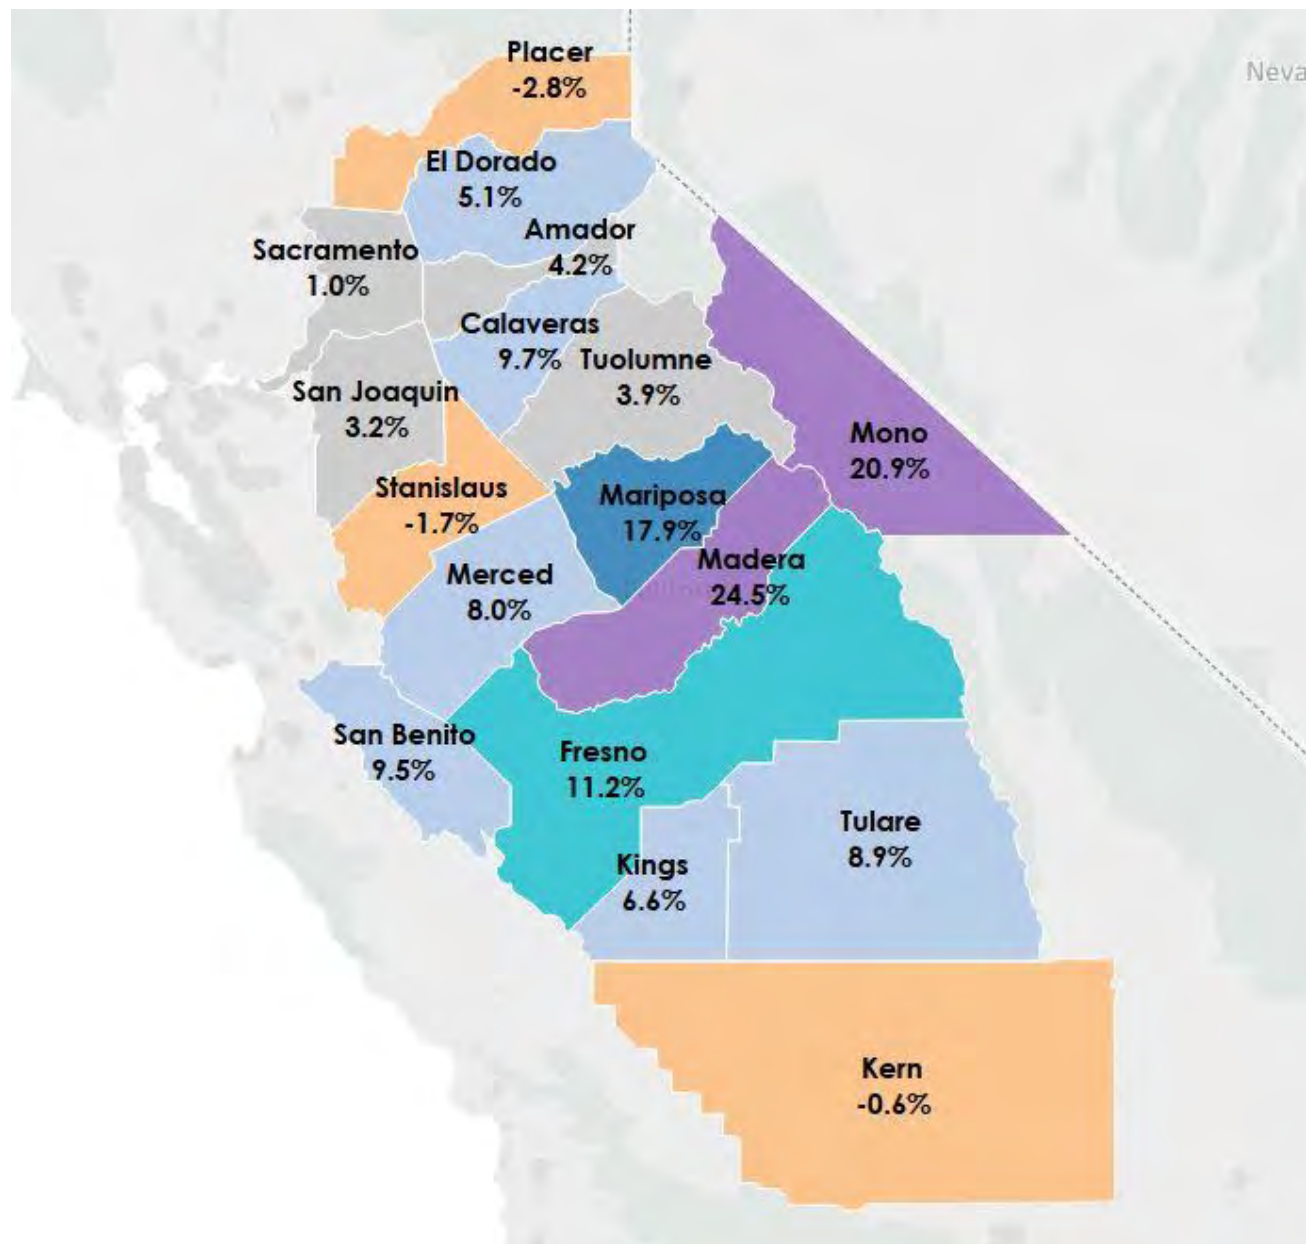 Placer
-2.8%
Neva
El Dorado
5.1%
Amador
4.2%
Sacramento
1.0%
Calaveras
9.7%
Tuolumne
3.9%
San Joaquin
3.2%
Mono
20.9%
Stanislaus
-1.7%
Mariposa
17.9%
Madera
24.5%
Merced
8.0%
San Benito
9.5%
Fresno
11.2%
Tulare
8.9%
Kings
6.6%
Kern
-0.6%